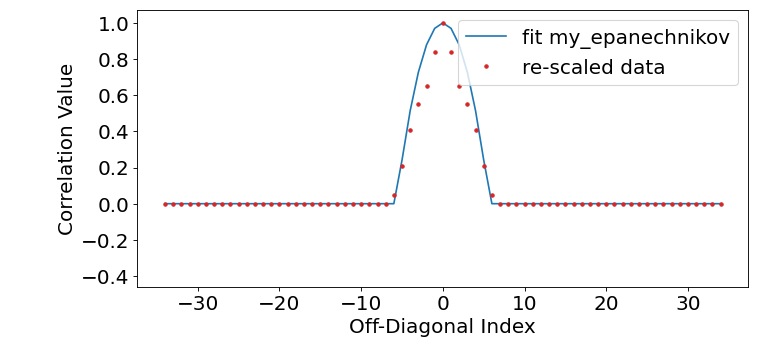 1.0
0.8
0.6
0.4
0.2
0.0
−0.2
−0.4
Correlation Value
fit my_epanechnikov
re-scaled data
−30 −20 −10 0 10 20 30
Off-Diagonal Index